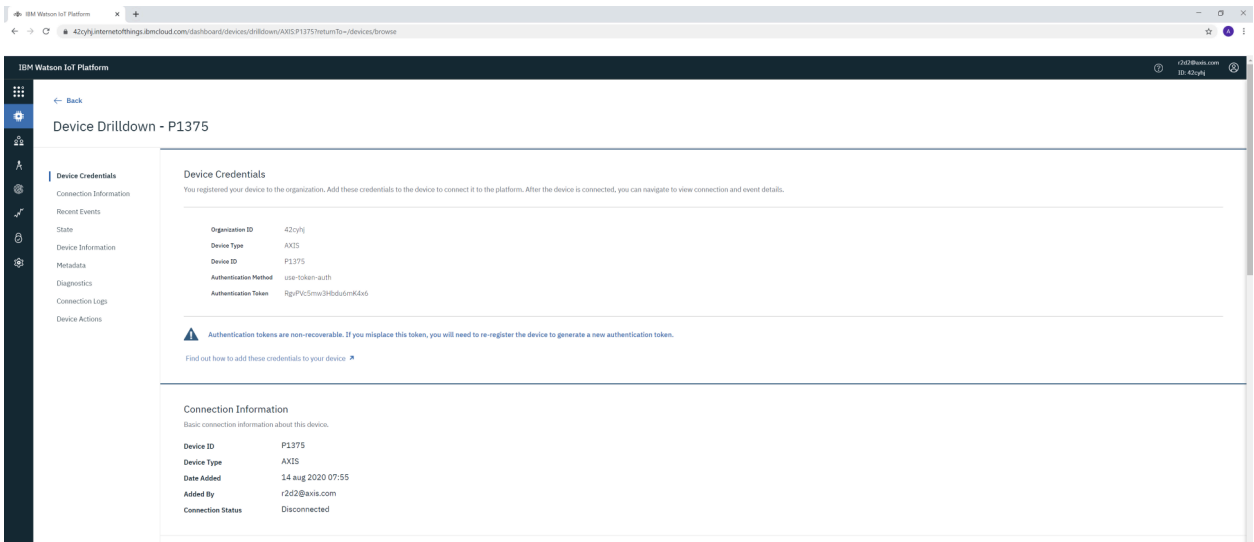 IBM Watson IoT Platform
42cyhj.internetofthings.ibmcloud.com/dashboard/devices/drilldown/AXIS:P1375?returnTo=/devices/browse
A
IBM Watson IoT Platform
r2d2@axis.com
ID: 42cyhj
← Back
Device Drilldown - P1375
Device Credentials
Connection Information
Recent Events
State
Device Information
Metadata
Diagnostics
Connection Logs
Device Actions
Device Credentials
You registered your device to the organization. Add these credentials to the device to connect it to the platform. After the device is connected, you can navigate to view connection and event details.
Organization ID 42cyhj
Device Type AXIS
Device ID P1375
Authentication Method use-token-auth
Authentication Token RgvPVc5mw3Hbdu6mK4x6
Authentication tokens are non-recoverable. If you misplace this token, you will need to re-register the device to generate a new authentication token.
Find out how to add these credentials to your device
Connection Information
Basic connection information about this device.
Device ID P1375
Device Type AXIS
Date Added 14 aug 2020 07:55
Added By r2d2@axis.com
Connection Status Disconnected